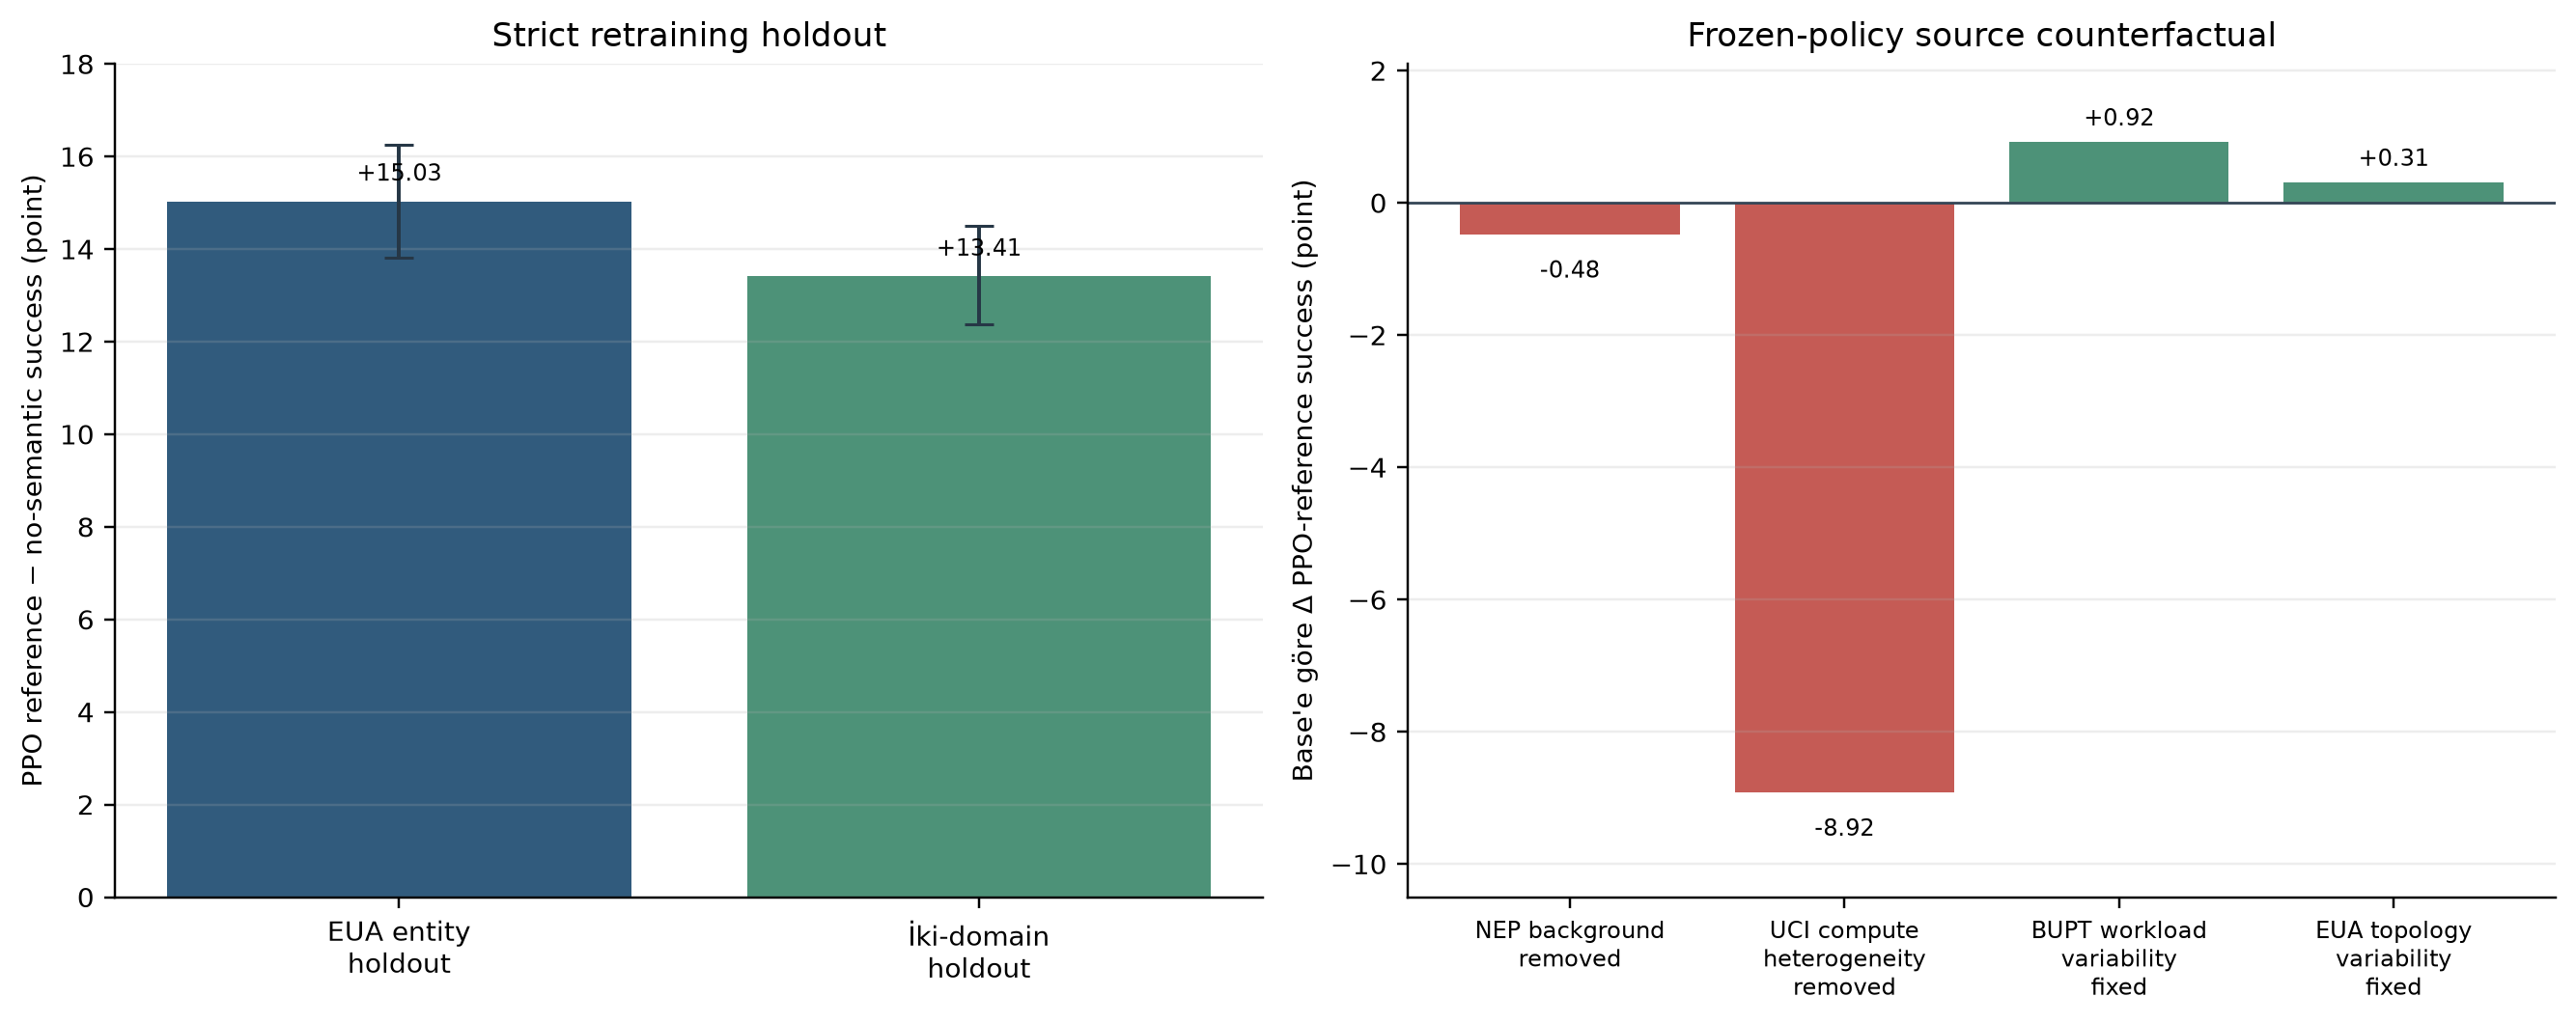 Strict retraining holdout
PPO reference − no-semantic success (point)
18
16
14
12
10
8
6
4
2
0
+15.03
+13.41
EUA entity
holdout
İki-domain
holdout
Frozen-policy source counterfactual
Base'e göre Δ PPO-reference success (point)
2
0
−2
−4
−6
−8
−10
-0.48
-8.92
+0.92
+0.31
NEP background
removed
UCI compute
heterogeneity
removed
BUPT workload
variability
fixed
EUA topology
variability
fixed